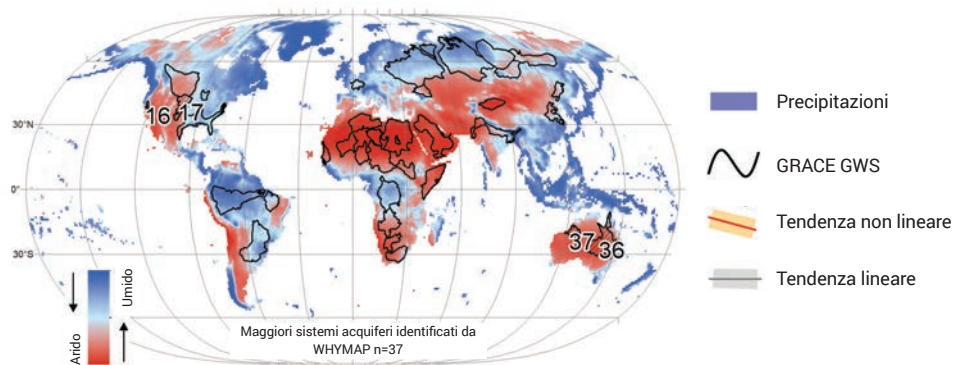 16
17
30°N
0°
30°S
37
36
Umido
Arido
Maggiori sistemi acquiferi identificati da
WHYMAP n=37
Precipitazioni
GRACE GWS
Tendenza non lineare
Tendenza lineare